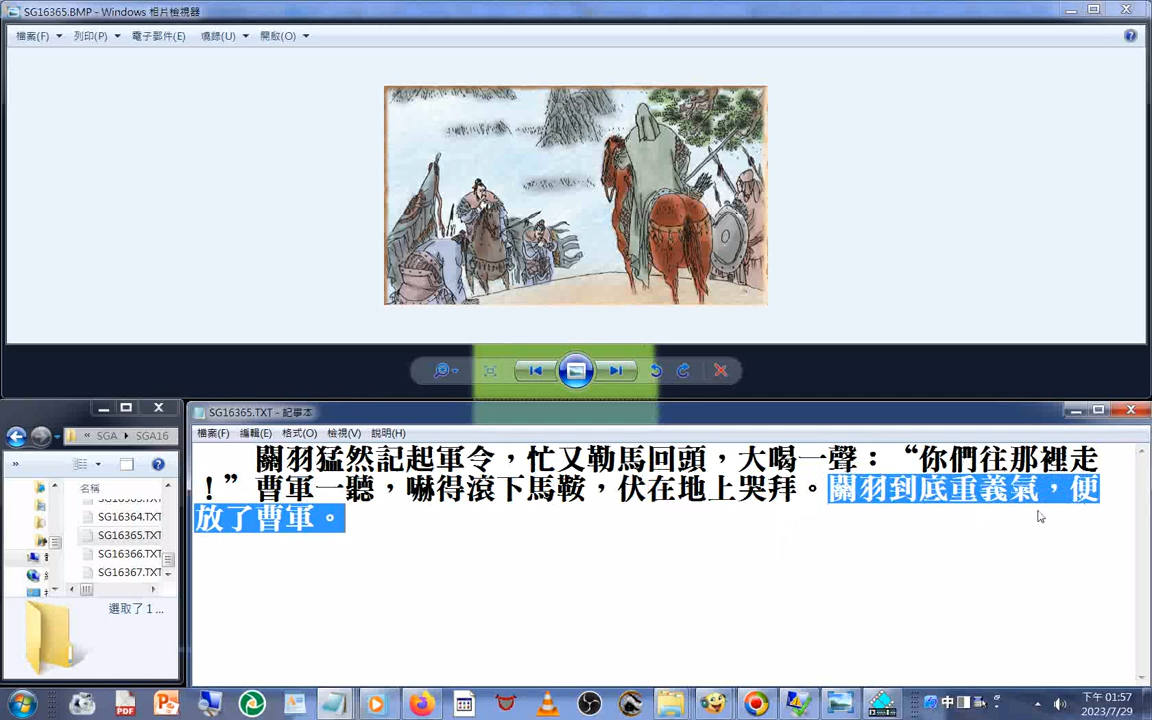 SG16365.BMP - Windows 相片檢視器
檔案(F) 列印(P) 電子郵件(E) 燒錄(U) 開啟(O)
SG16365.TXT - 記事本
« SGA SGA16
檔案(F) 編輯(E) 格式(O) 檢視(V) 說明(H)
»
名稱
SG16364.TXT
SG16365.TXT
SG16366.TXT
SG16367.TXT
選取了 1 ...
關羽猛然記起軍令，忙又勒馬回頭，大喝一聲：“你們往那裡走
！”曹軍一聽，嚇得滾下馬鞍，伏在地上哭拜。關羽到底重義氣，便
放了曹軍。
PDF
中
下午 01:57
2023/7/29